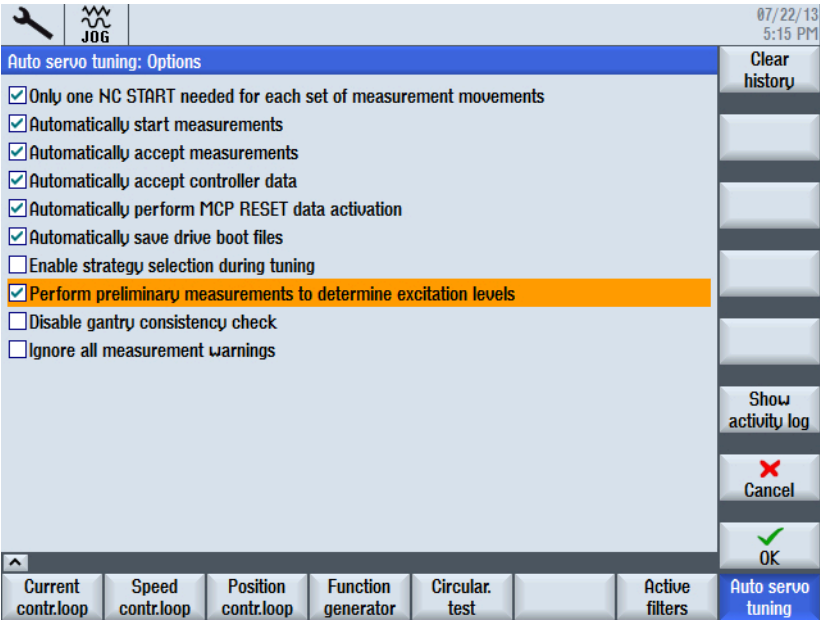 JOG
07/22/13
5:15 PM
Auto servo tuning: Options
Only one NC START needed for each set of measurement movements
Automatically start measurements
Automatically accept measurements
Automatically accept controller data
Automatically perform MCP RESET data activation
Automatically save drive boot files
Enable strategy selection during tuning
Perform preliminary measurements to determine excitation levels
Disable gantry consistency check
Ignore all measurement warnings
Clear
history
Show
activity log
Cancel
OK
Current
contr.loop
Speed
contr.loop
Position
contr.loop
Function
generator
Circular.
test
Active
filters
Auto servo
tuning